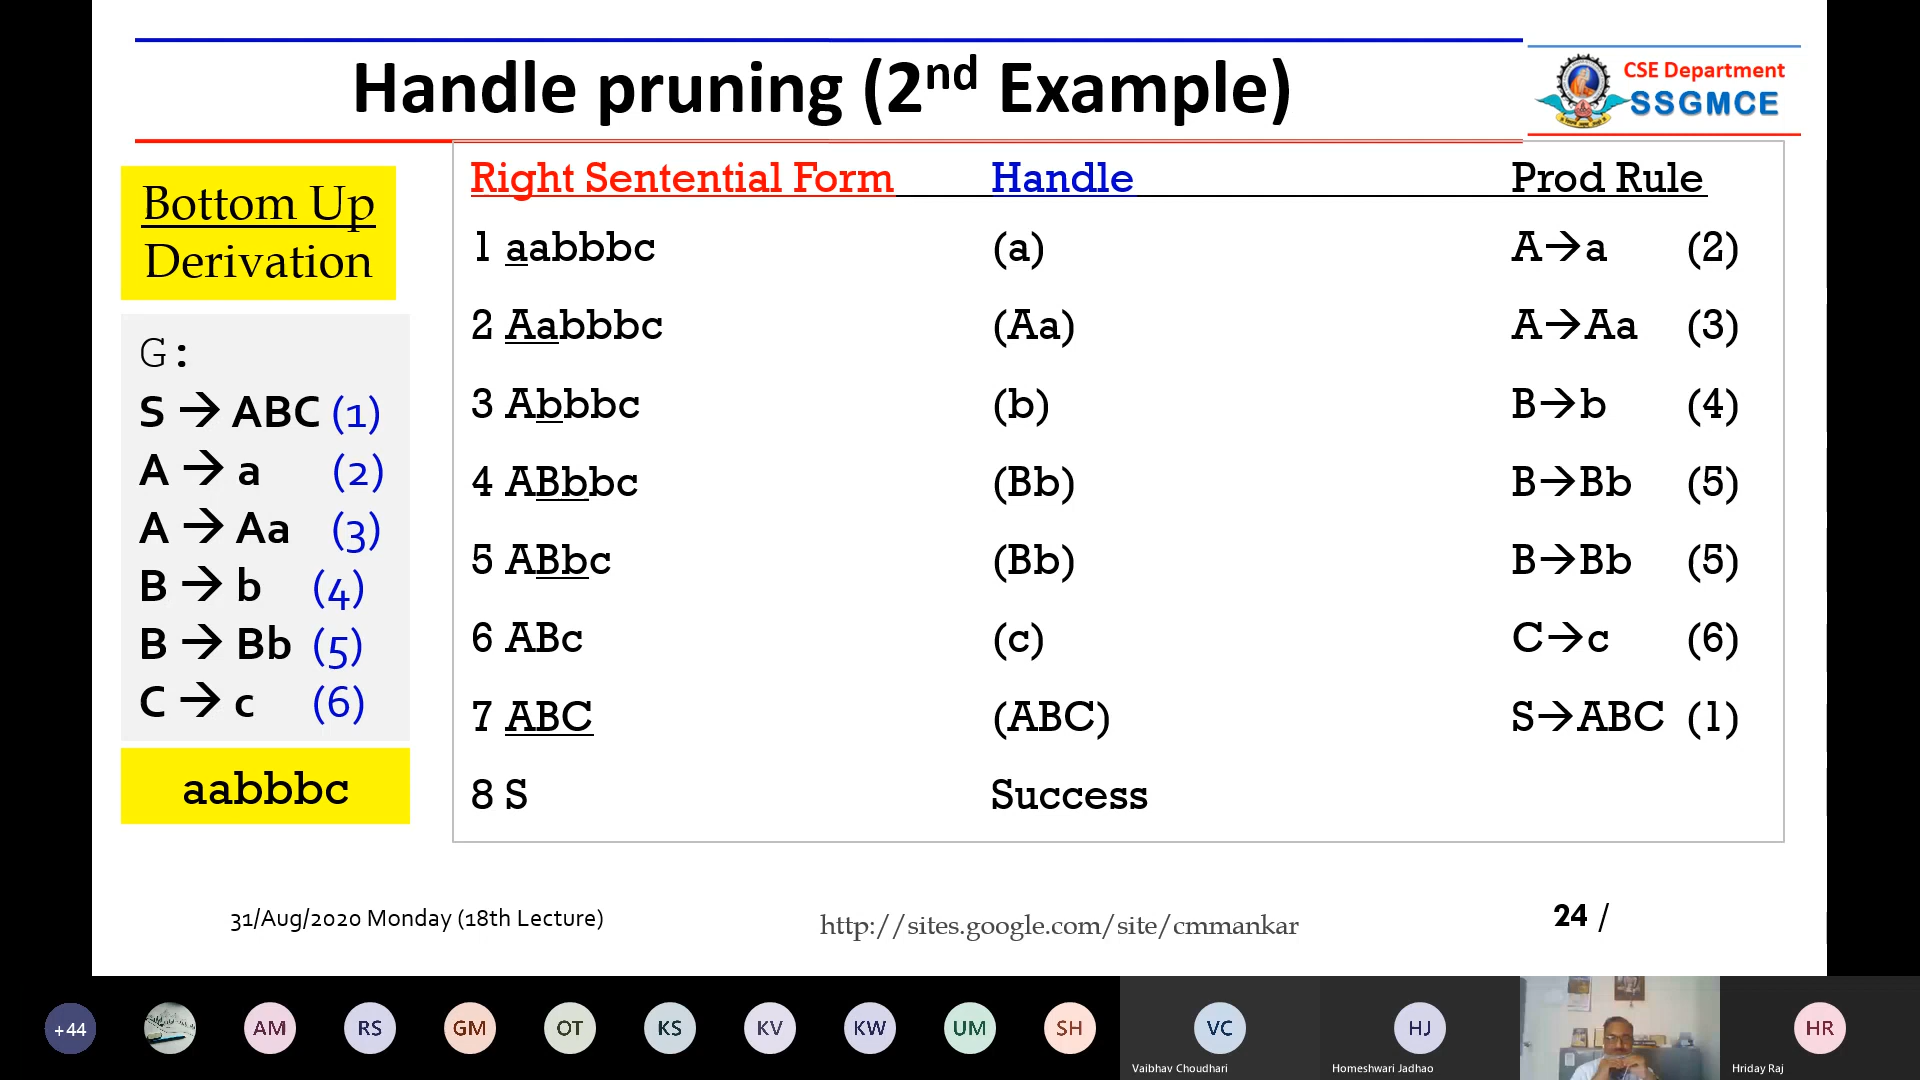 Handle pruning (2nd Example)
CSE Department
SSGMCE
Bottom Up
Derivation
G:
S → ABC (1)
A → a (2)
A → Aa (3)
B → b (4)
B → Bb (5)
C → c (6)
aabbbc
Right Sentential Form Handle Prod Rule
1 aabbbc (a) A→a (2)
2 Aabbbc (Aa) A→Aa (3)
3 Abbbc (b) B→b (4)
4 ABbbc (Bb) B→Bb (5)
5 ABbc (Bb) B→Bb (5)
6 ABc (c) C→c (6)
7 ABC (ABC) S→ABC (1)
8 S Success
31/Aug/2020 Monday (18th Lecture) http://sites.google.com/site/cmmankar 24 /
+44 AM RS GM OT KS KV KW UM SH VC HJ HR
Vaibhav Choudhari Homeshwari Jadhao Hriday Raj